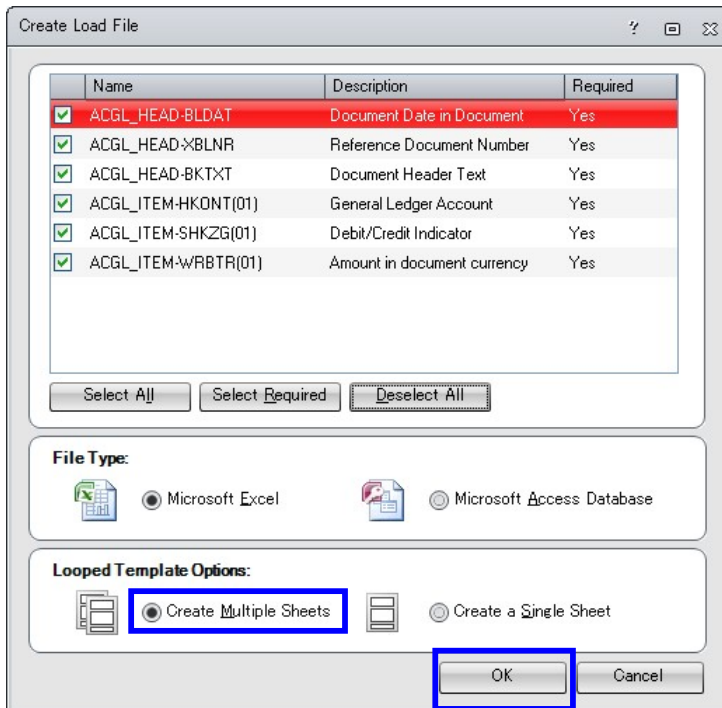 Create Load File
Name Description Required
ACGL_HEAD-BLDAT Document Date in Document Yes
ACGL_HEAD-XBLNR Reference Document Number Yes
ACGL_HEAD-BKTXT Document Header Text Yes
ACGL_ITEM-HKONT(01) General Ledger Account Yes
ACGL_ITEM-SHKZG(01) Debit/Credit Indicator Yes
ACGL_ITEM-WRBTR(01) Amount in document currency Yes
Select All Select Required Deselect All
File Type:
Microsoft Excel Microsoft Access Database
Looped Template Options:
Create Multiple Sheets Create a Single Sheet
OK Cancel